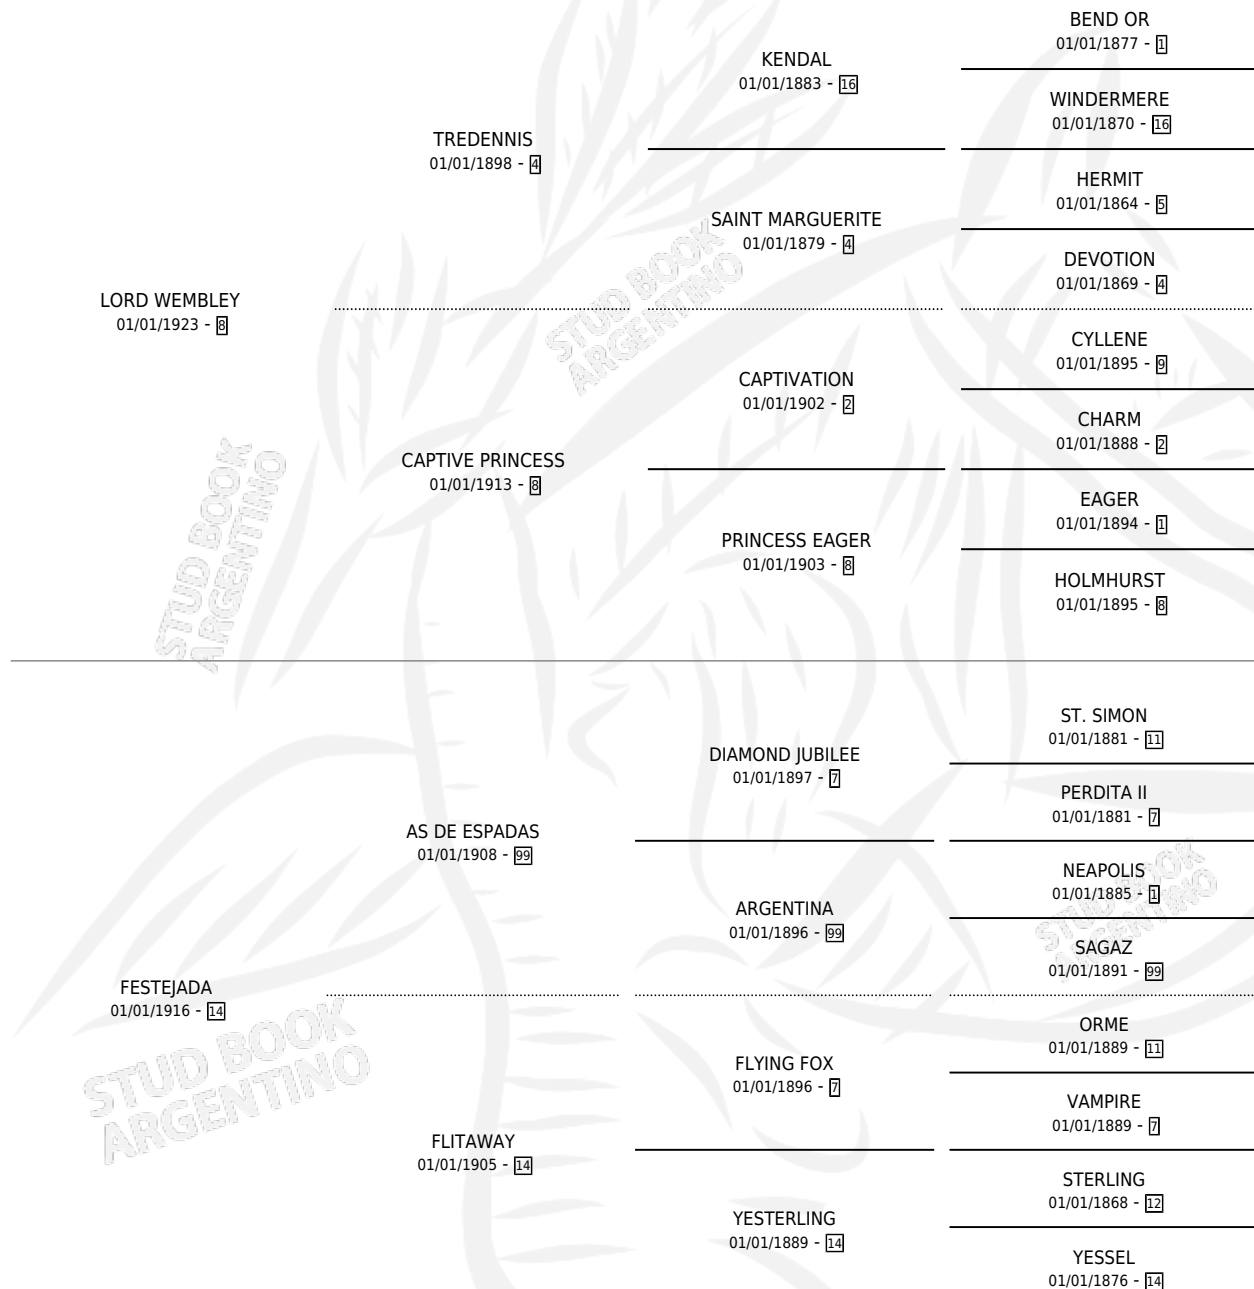 BEND OR
01/01/1877 - 1
KENDAL
01/01/1883 - 16
WINDERMERE
01/01/1870 - 16
TREDENNIS
01/01/1898 - 4
HERMIT
01/01/1864 - 5
SAINT MARGUERITE
01/01/1879 - 4
DEVOTION
01/01/1869 - 4
LORD WEMBLEY
01/01/1923 - 8
STUD BOOK
ARGENTINO
CYLLENE
01/01/1895 - 9
CAPTIVATION
01/01/1902 - 2
CHARM
01/01/1888 - 2
CAPTIVE PRINCESS
01/01/1913 - 8
EAGER
01/01/1894 - 1
PRINCESS EAGER
01/01/1903 - 8
HOLMHURST
01/01/1895 - 8
STUD BOOK
ARGENTINO
ST. SIMON
01/01/1881 - 11
DIAMOND JUBILEE
01/01/1897 - 7
PERDITA II
01/01/1881 - 7
AS DE ESPADAS
01/01/1908 - 99
NEAPOLIS
01/01/1885 - 1
ARGENTINA
01/01/1896 - 99
SAGAZ
01/01/1891 - 99
STUD BOOK
ARGENTINO
FESTEJADA
01/01/1916 - 14
ORME
01/01/1889 - 11
FLYING FOX
01/01/1896 - 7
VAMPIRE
01/01/1889 - 7
STUD BOOK
ARGENTINO
FLITAWAY
01/01/1905 - 14
STERLING
01/01/1868 - 12
YESTERLING
01/01/1889 - 14
YESSEL
01/01/1876 - 14